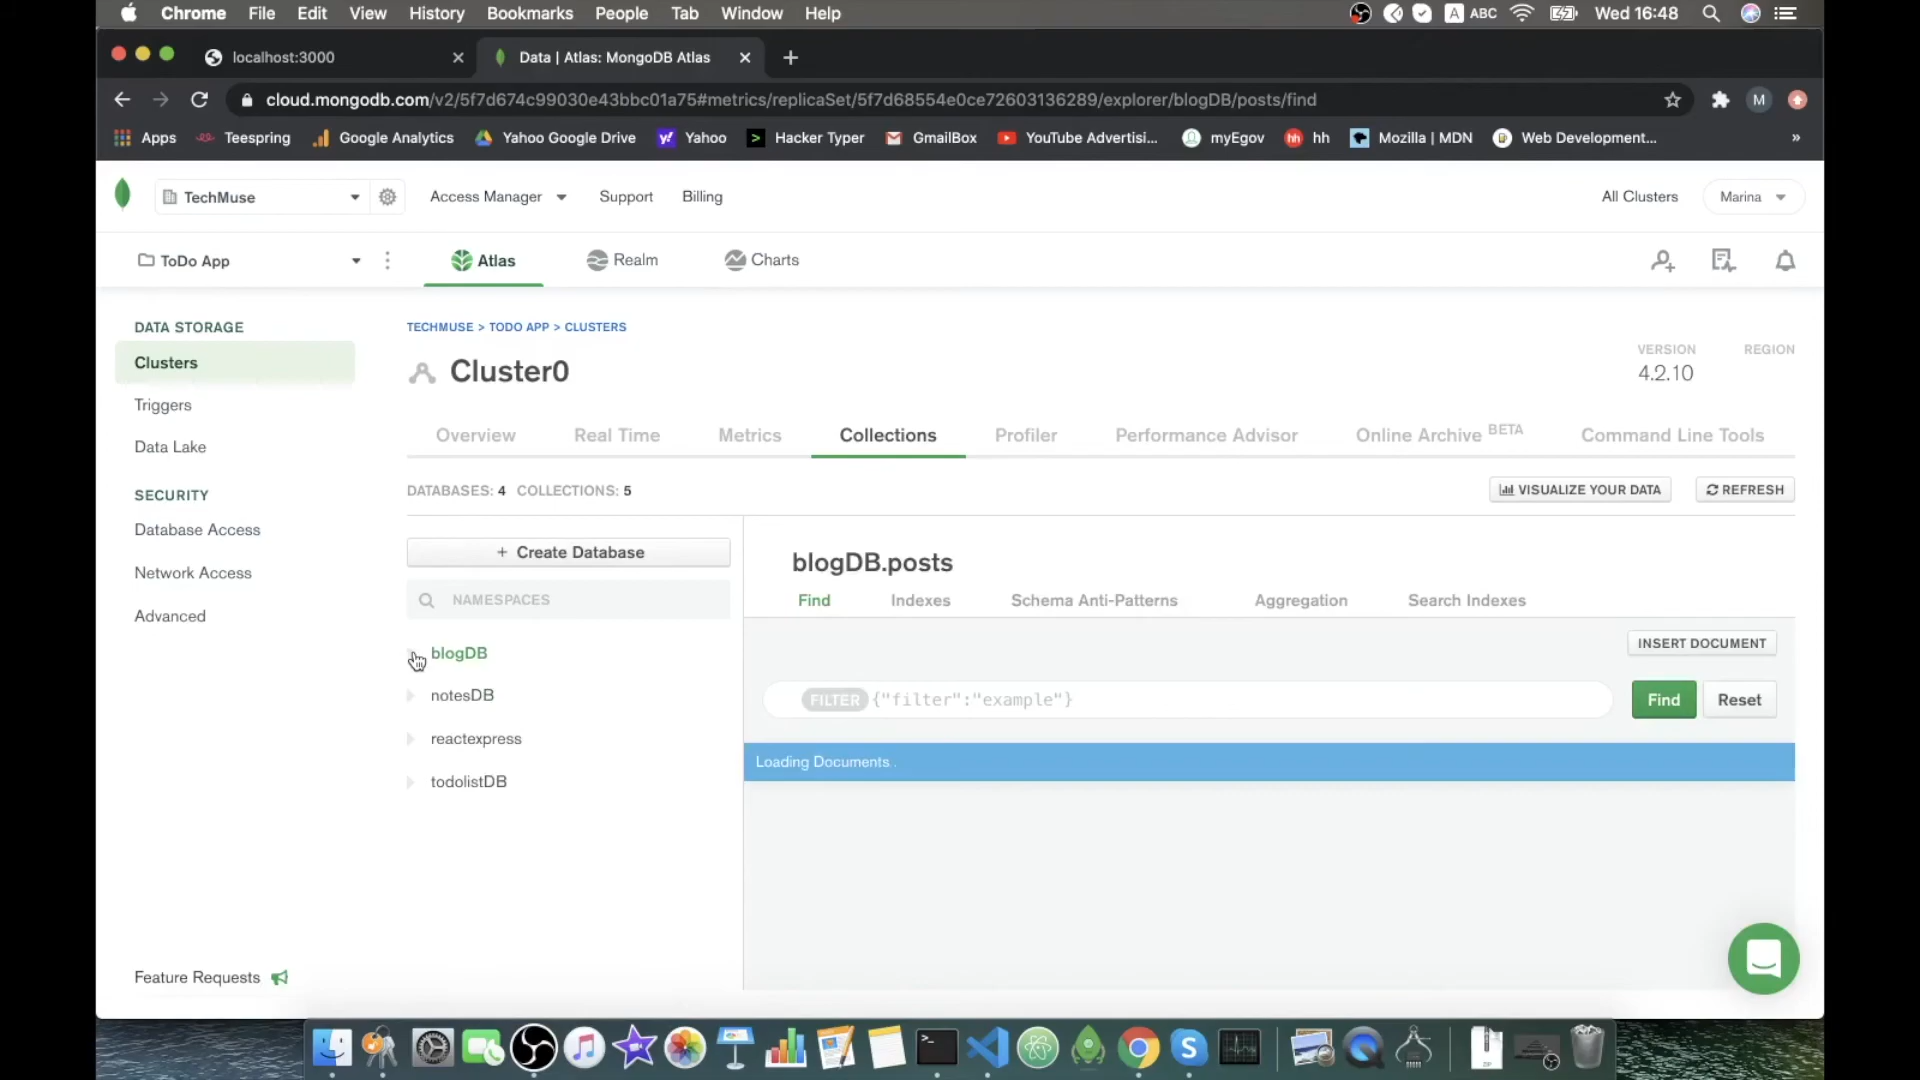 Chrome File Edit View History Bookmarks People Tab Window Help A ABC Wed 16:48
localhost:3000 Data | Atlas: MongoDB Atlas
cloud.mongodb.com/v2/5f7d674c99030e43bbc01a75#metrics/replicaSet/5f7d68554e0ce72603136289/explorer/blogDB/posts/find M
Apps Teespring Google Analytics Yahoo Google Drive Yahoo Hacker Typer GmailBox YouTube Advertisi... myEgov hh hh Mozilla | MDN Web Development... »
TechMuse Access Manager Support Billing All Clusters Marina
ToDo App Atlas Realm Charts
DATA STORAGE
Clusters
Triggers
Data Lake
SECURITY
Database Access
Network Access
Advanced
Feature Requests
TECHMUSE > TODO APP > CLUSTERS
Cluster0
VERSION REGION
4.2.10
Overview Real Time Metrics Collections Profiler Performance Advisor Online Archive BETA Command Line Tools
DATABASES: 4 COLLECTIONS: 5 VISUALIZE YOUR DATA REFRESH
+ Create Database
NAMESPACES
blogDB
notesDB
reactexpress
todolistDB
blogDB.posts
Find Indexes Schema Anti-Patterns Aggregation Search Indexes
INSERT DOCUMENT
FILTER {"filter":"example"} Find Reset
Loading Documents .